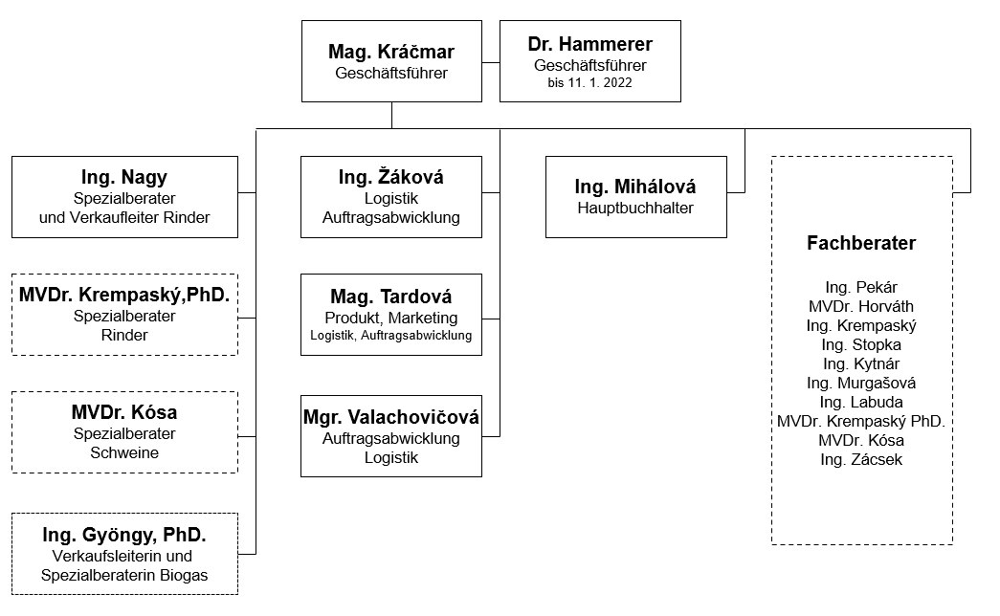 Mag. Kráčmar
Geschäftsführer
Dr. Hammerer
Geschäftsführer
bis 11. 1. 2022
Ing. Nagy
Spezialberater
und Verkaufleiter Rinder
MVDr. Krempaský,PhD.
Spezialberater
Rinder
MVDr. Kósa
Spezialberater
Schweine
Ing. Gyöngy, PhD.
Verkaufsleiterin und
Spezialberaterin Biogas
Ing. Žáková
Logistik
Auftragsabwicklung
Mag. Tardová
Produkt, Marketing
Logistik, Auftragsabwicklung
Mgr. Valachovičová
Auftragsabwicklung
Logistik
Ing. Mihálová
Hauptbuchhalter
Fachberater
Ing. Pekár
MVDr. Horváth
Ing. Krempaský
Ing. Stopka
Ing. Kytnár
Ing. Murgašová
Ing. Labuda
MVDr. Krempaský PhD.
MVDr. Kósa
Ing. Zácsek